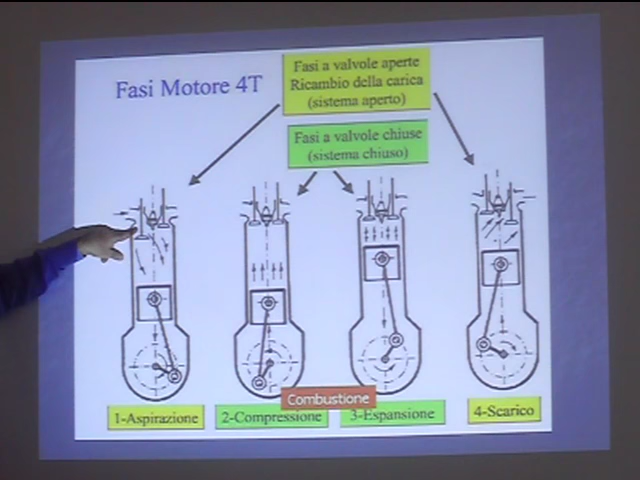 Fasi Motore 4T
Fasi a valvole aperte
Ricambio della carica
(sistema aperto)
Fasi a valvole chiuse
(sistema chiuso)
Combustione
1-Aspirazione
2-Compressione
3-Espansione
4-Scarico